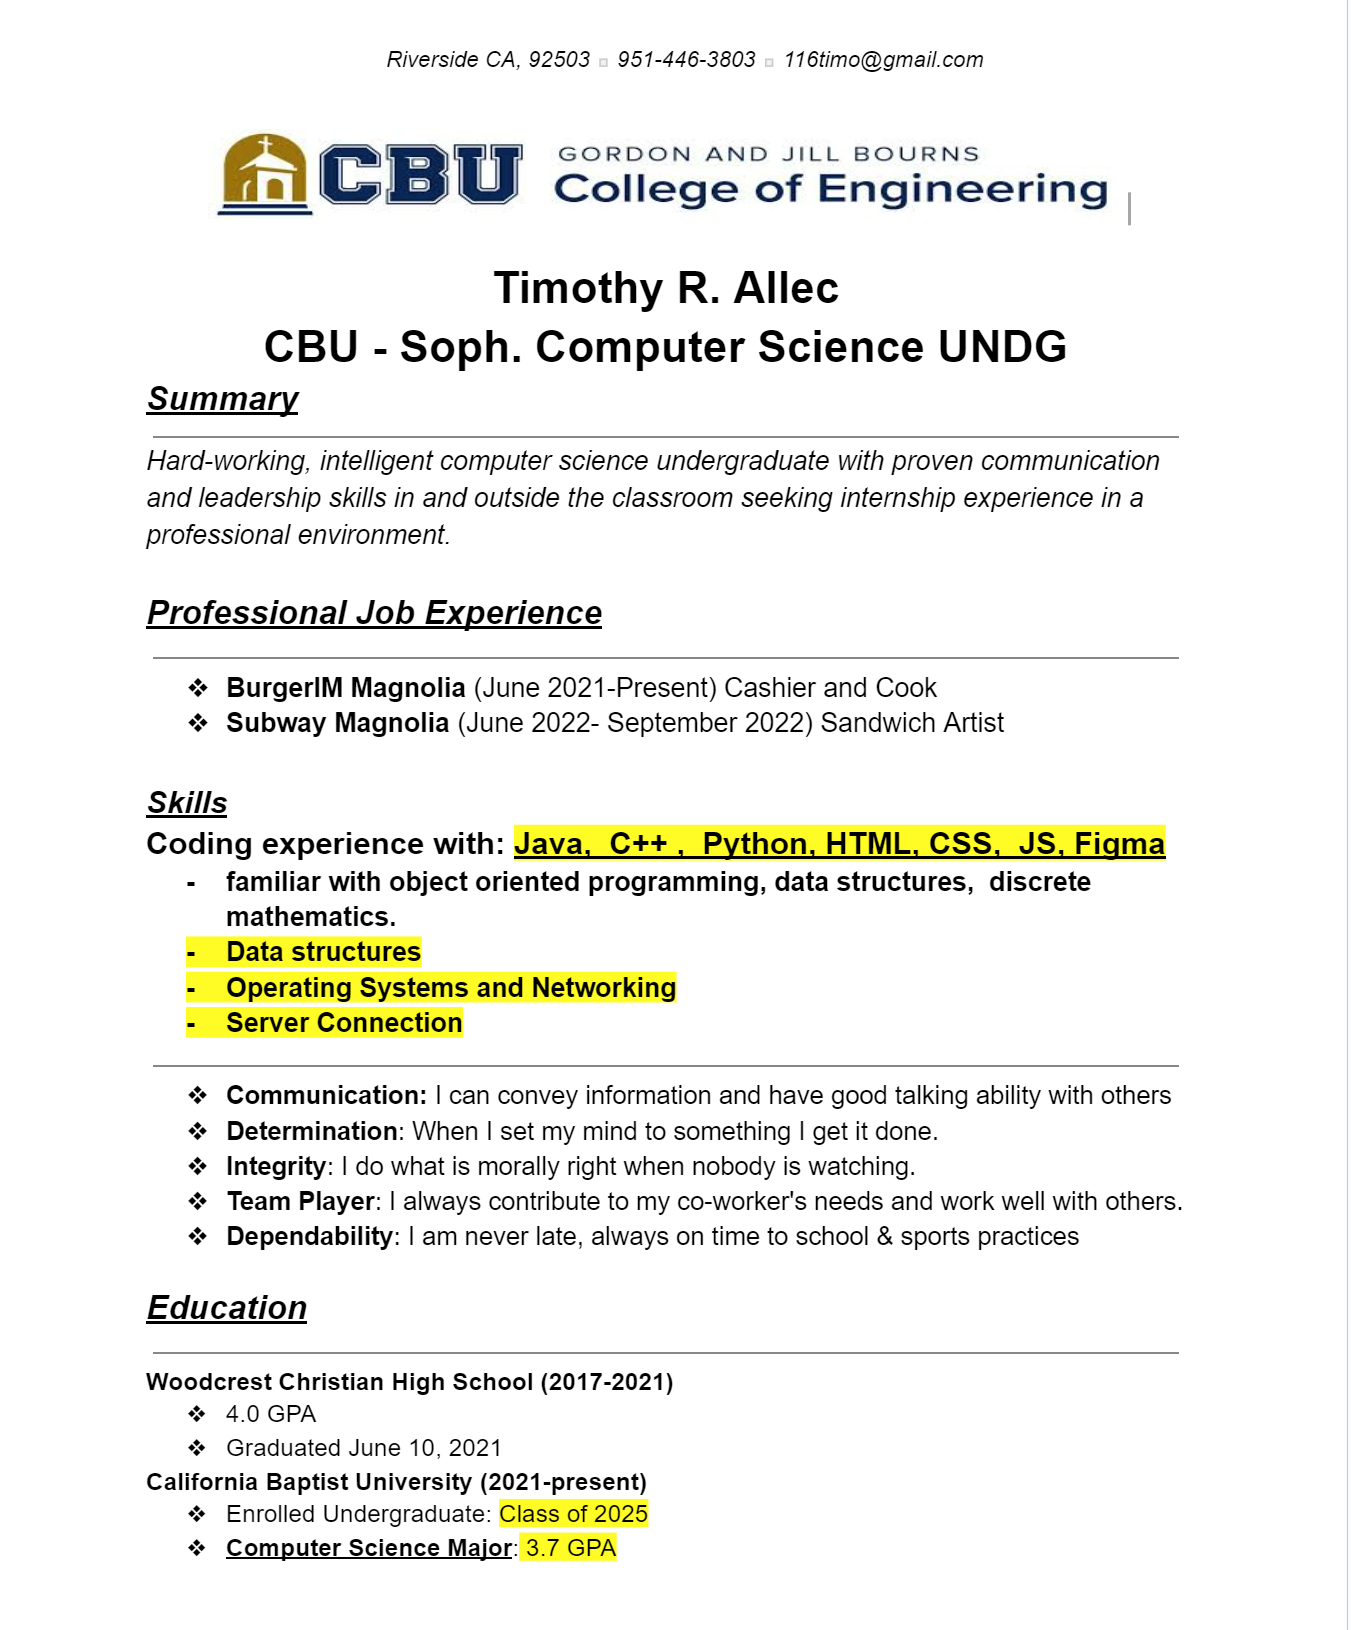 Riverside CA, 92503 ▫ 951-446-3803 ▫ 116timo@gmail.com
CBU GORDON AND JILL BOURNS
College of Engineering
Timothy R. Allec
CBU - Soph. Computer Science UNDG
Summary
Hard-working, intelligent computer science undergraduate with proven communication
and leadership skills in and outside the classroom seeking internship experience in a
professional environment.
Professional Job Experience
❖ BurgerIM Magnolia (June 2021-Present) Cashier and Cook
❖ Subway Magnolia (June 2022- September 2022) Sandwich Artist
Skills
Coding experience with: Java,  C++ ,  Python, HTML, CSS,  JS, Figma
- familiar with object oriented programming, data structures,  discrete
mathematics.
- Data structures
- Operating Systems and Networking
- Server Connection
❖ Communication: I can convey information and have good talking ability with others
❖ Determination: When I set my mind to something I get it done.
❖ Integrity: I do what is morally right when nobody is watching.
❖ Team Player: I always contribute to my co-worker's needs and work well with others.
❖ Dependability: I am never late, always on time to school & sports practices
Education
Woodcrest Christian High School (2017-2021)
❖ 4.0 GPA
❖ Graduated June 10, 2021
California Baptist University (2021-present)
❖ Enrolled Undergraduate: Class of 2025
❖ Computer Science Major: 3.7 GPA